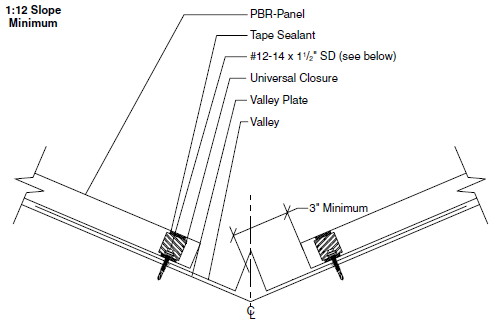 1:12 Slope
Minimum
PBR-Panel
Tape Sealant
#12-14 x 1¹/₂" SD (see below)
Universal Closure
Valley Plate
Valley
3" Minimum
℄